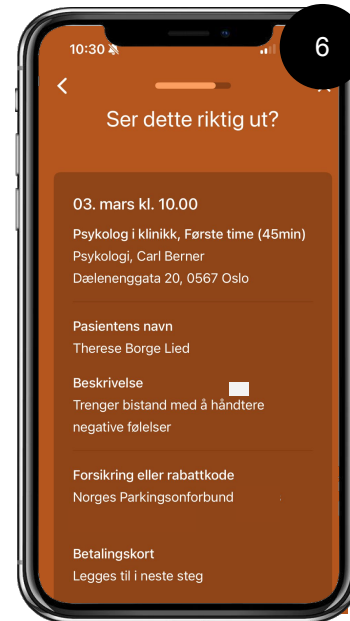 10:30
6
Ser dette riktig ut?
03. mars kl. 10.00
Psykolog i klinikk, Første time (45min)
Psykologi, Carl Berner
Dælenenggata 20, 0567 Oslo
Pasientens navn
Therese Borge Lied
Beskrivelse
Trenger bistand med å håndtere
negative følelser
Forsikring eller rabattkode
Norges Parkingsonforbund
Betalingskort
Legges til i neste steg